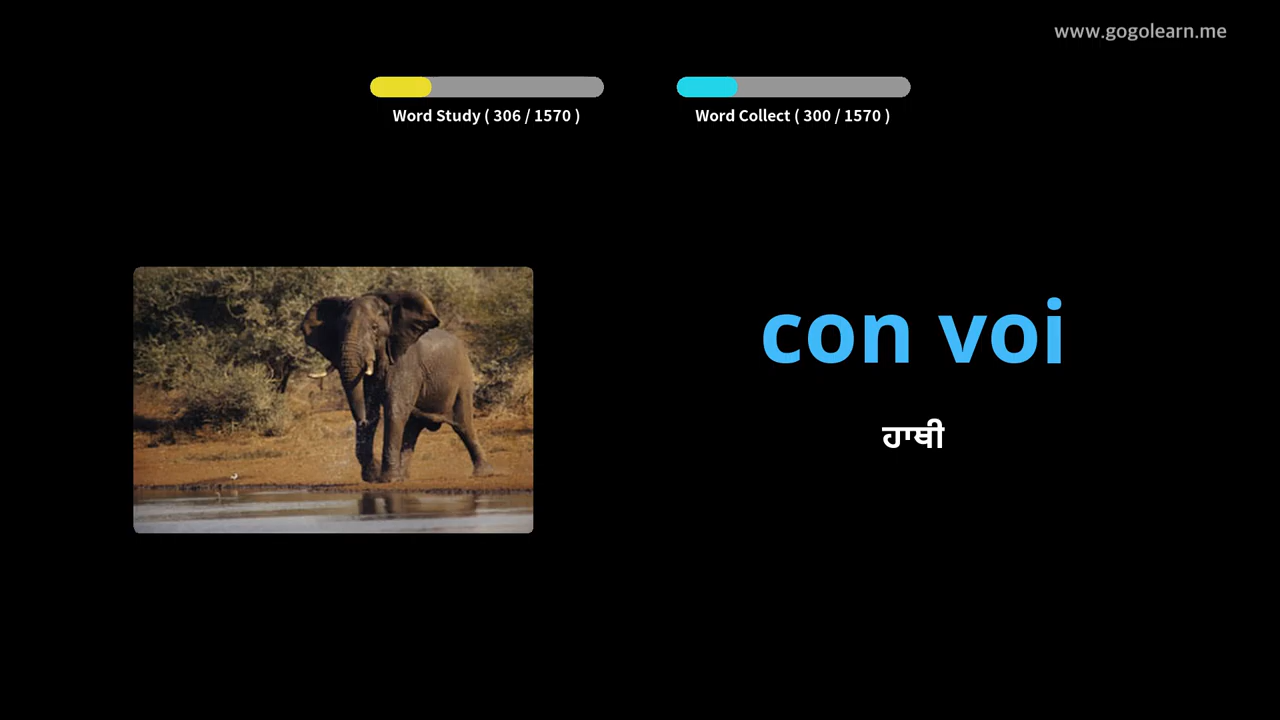 www.gogolearn.me
Word Study ( 306 / 1570 )
Word Collect ( 300 / 1570 )
con voi
ਹਾਥੀ